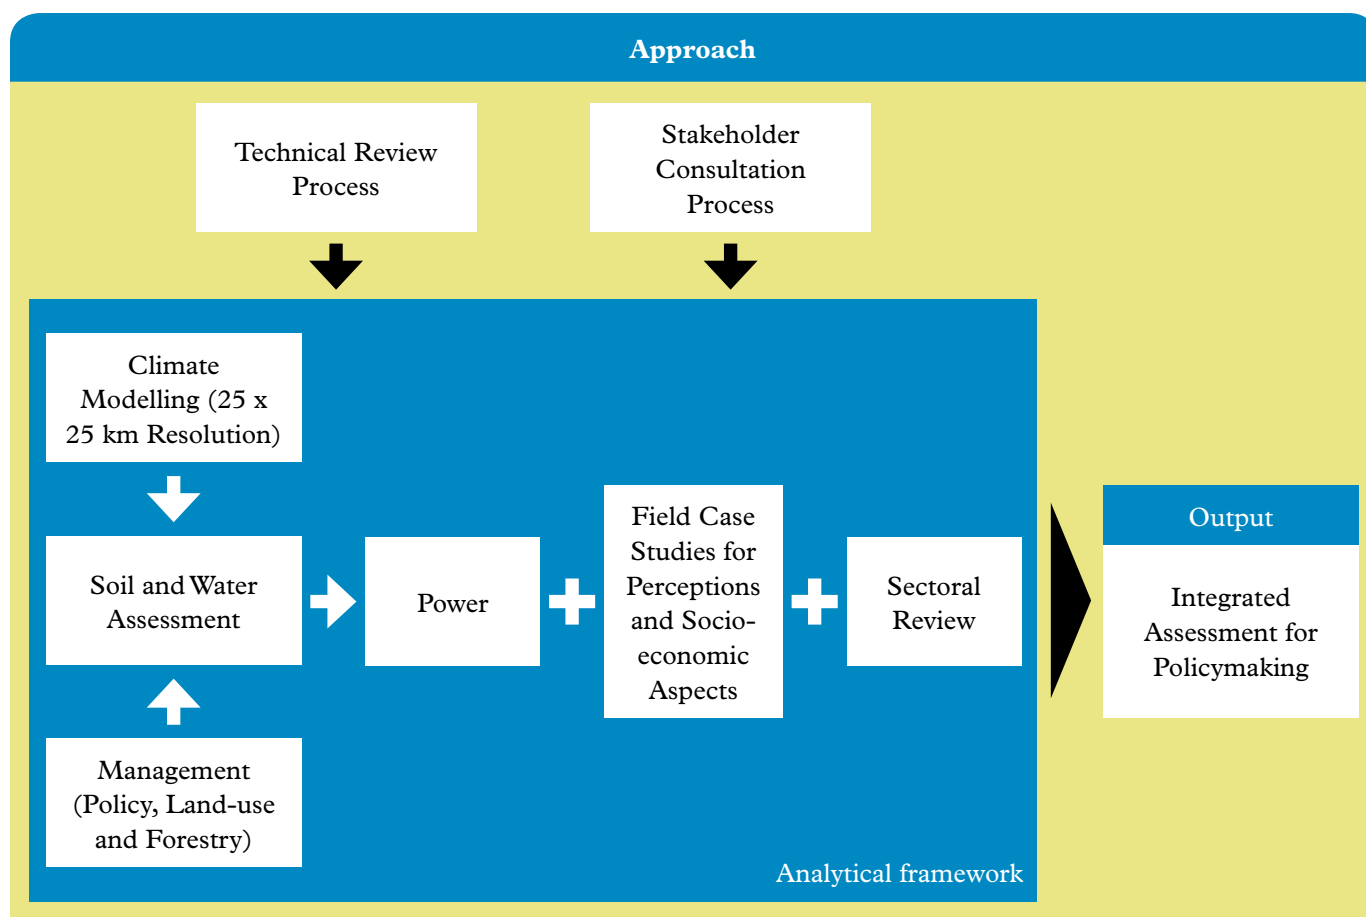 Approach
Technical Review
Process
Stakeholder
Consultation
Process
Climate
Modelling (25 x
25 km Resolution)
Soil and Water
Assessment
Management
(Policy, Land-use
and Forestry)
Power
Field Case
Studies for
Perceptions
and Socio-
economic
Aspects
Sectoral
Review
Analytical framework
Output
Integrated
Assessment for
Policymaking